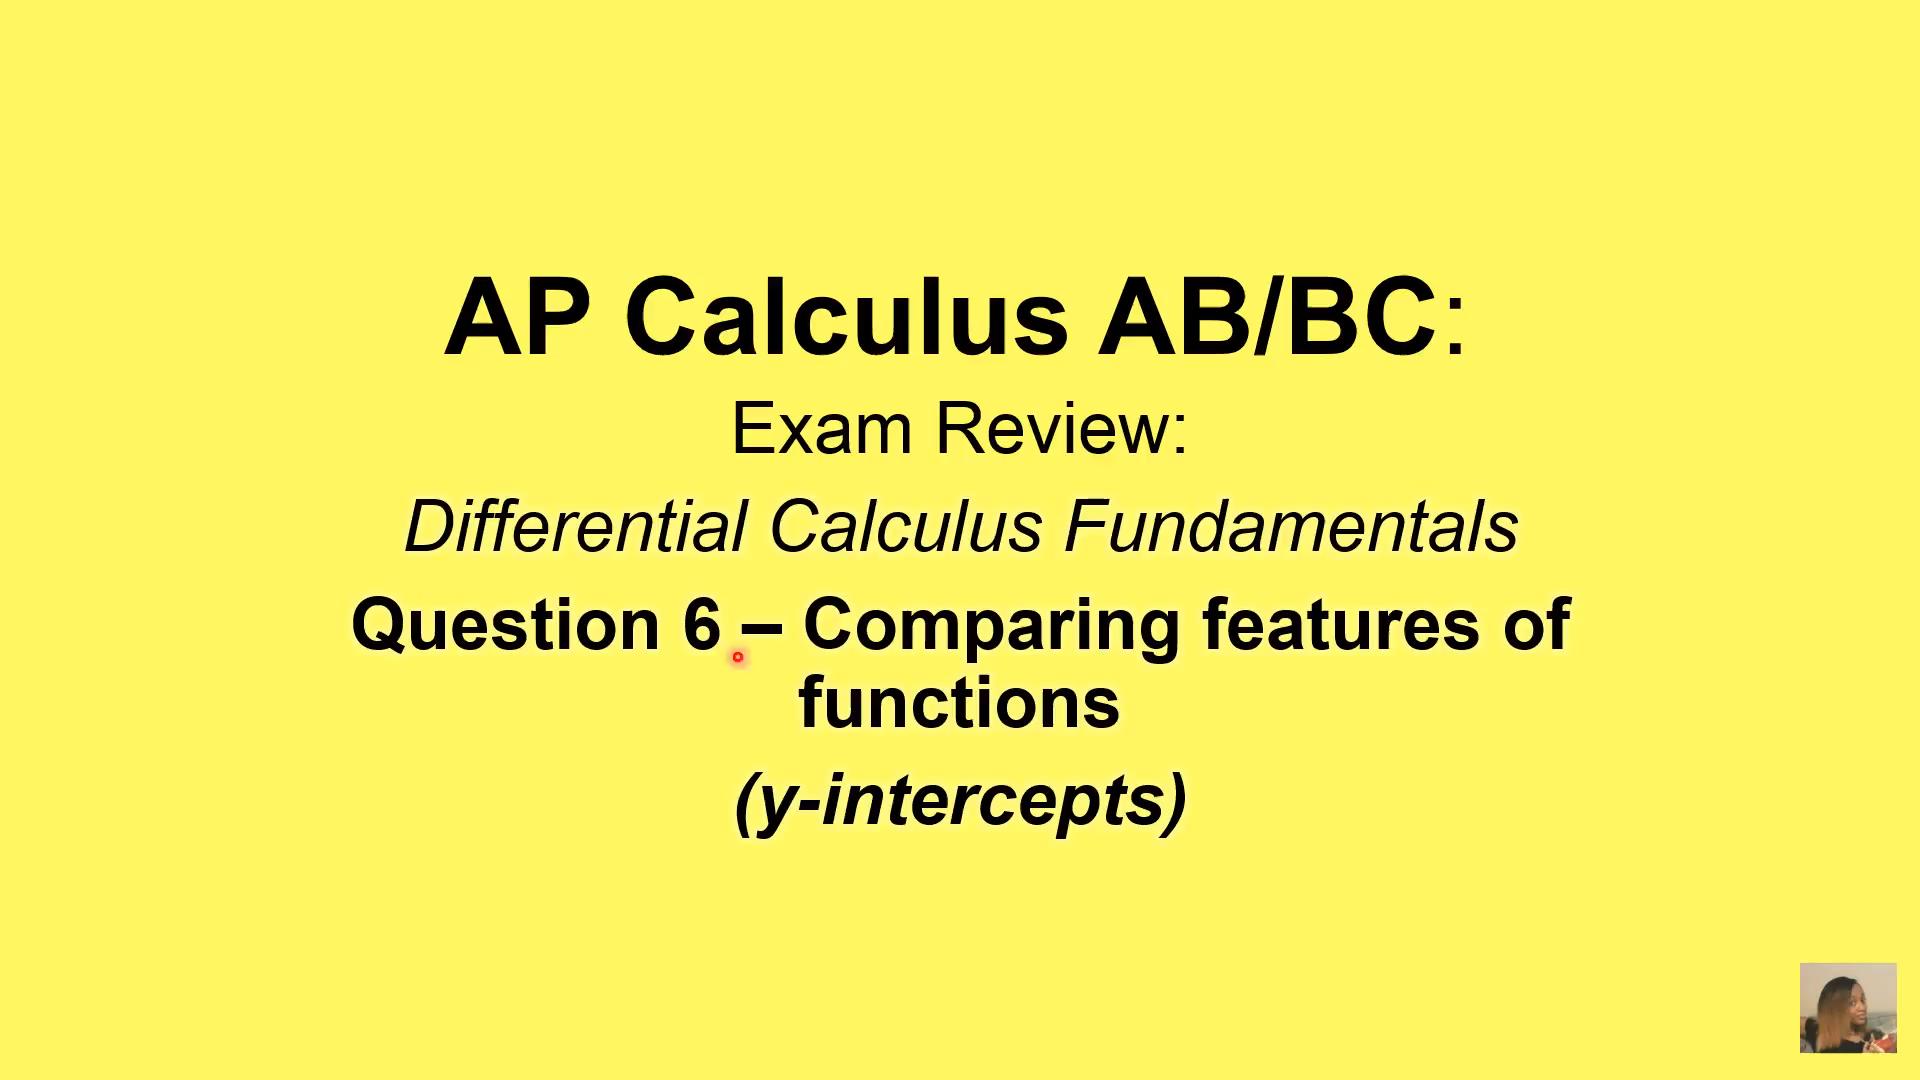 AP Calculus AB/BC:
Exam Review:
Differential Calculus Fundamentals
Question 6 – Comparing features of
functions
(y-intercepts)